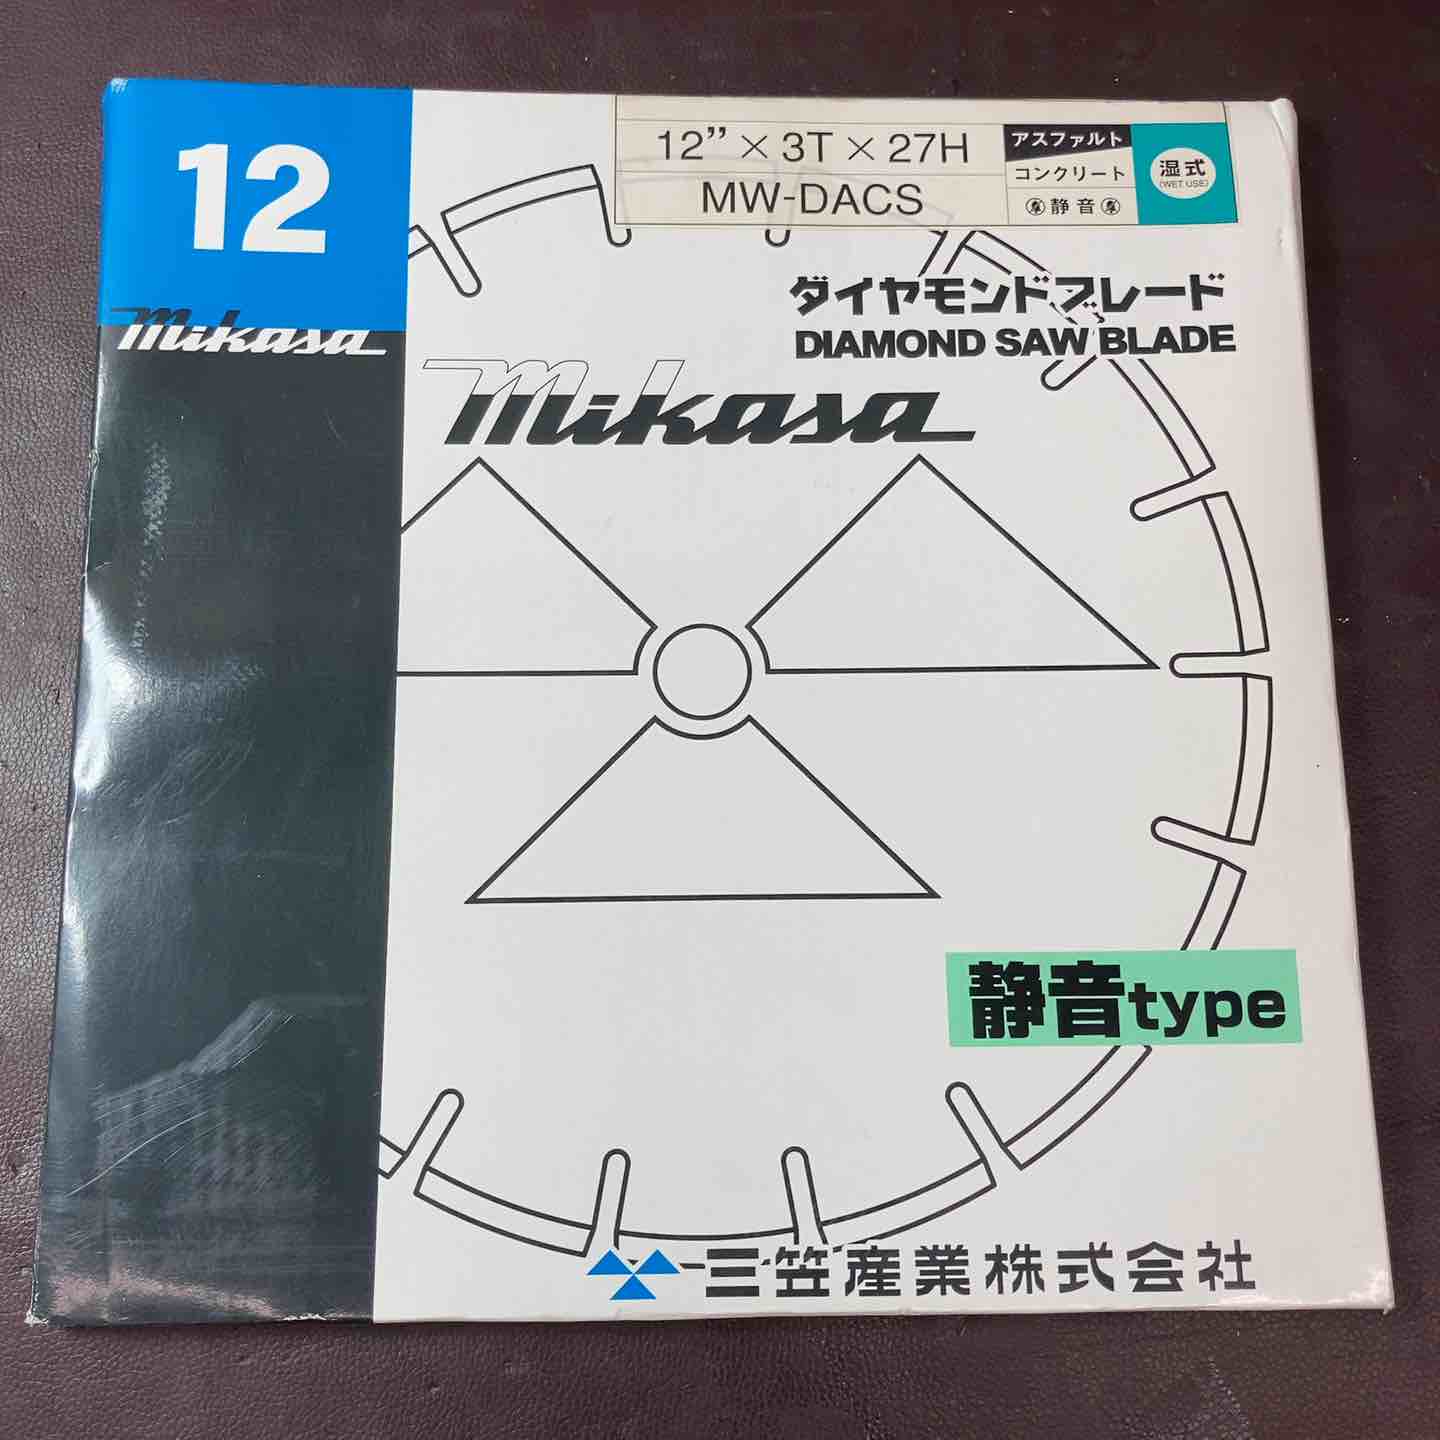 12
mikasa
12” × 3T × 27H
MW-DACS
アスファルト
コンクリート
静音
湿式
(WET USE)
ダイヤモンドブレード
DIAMOND SAW BLADE
mikasa
静音type
三笠産業株式会社